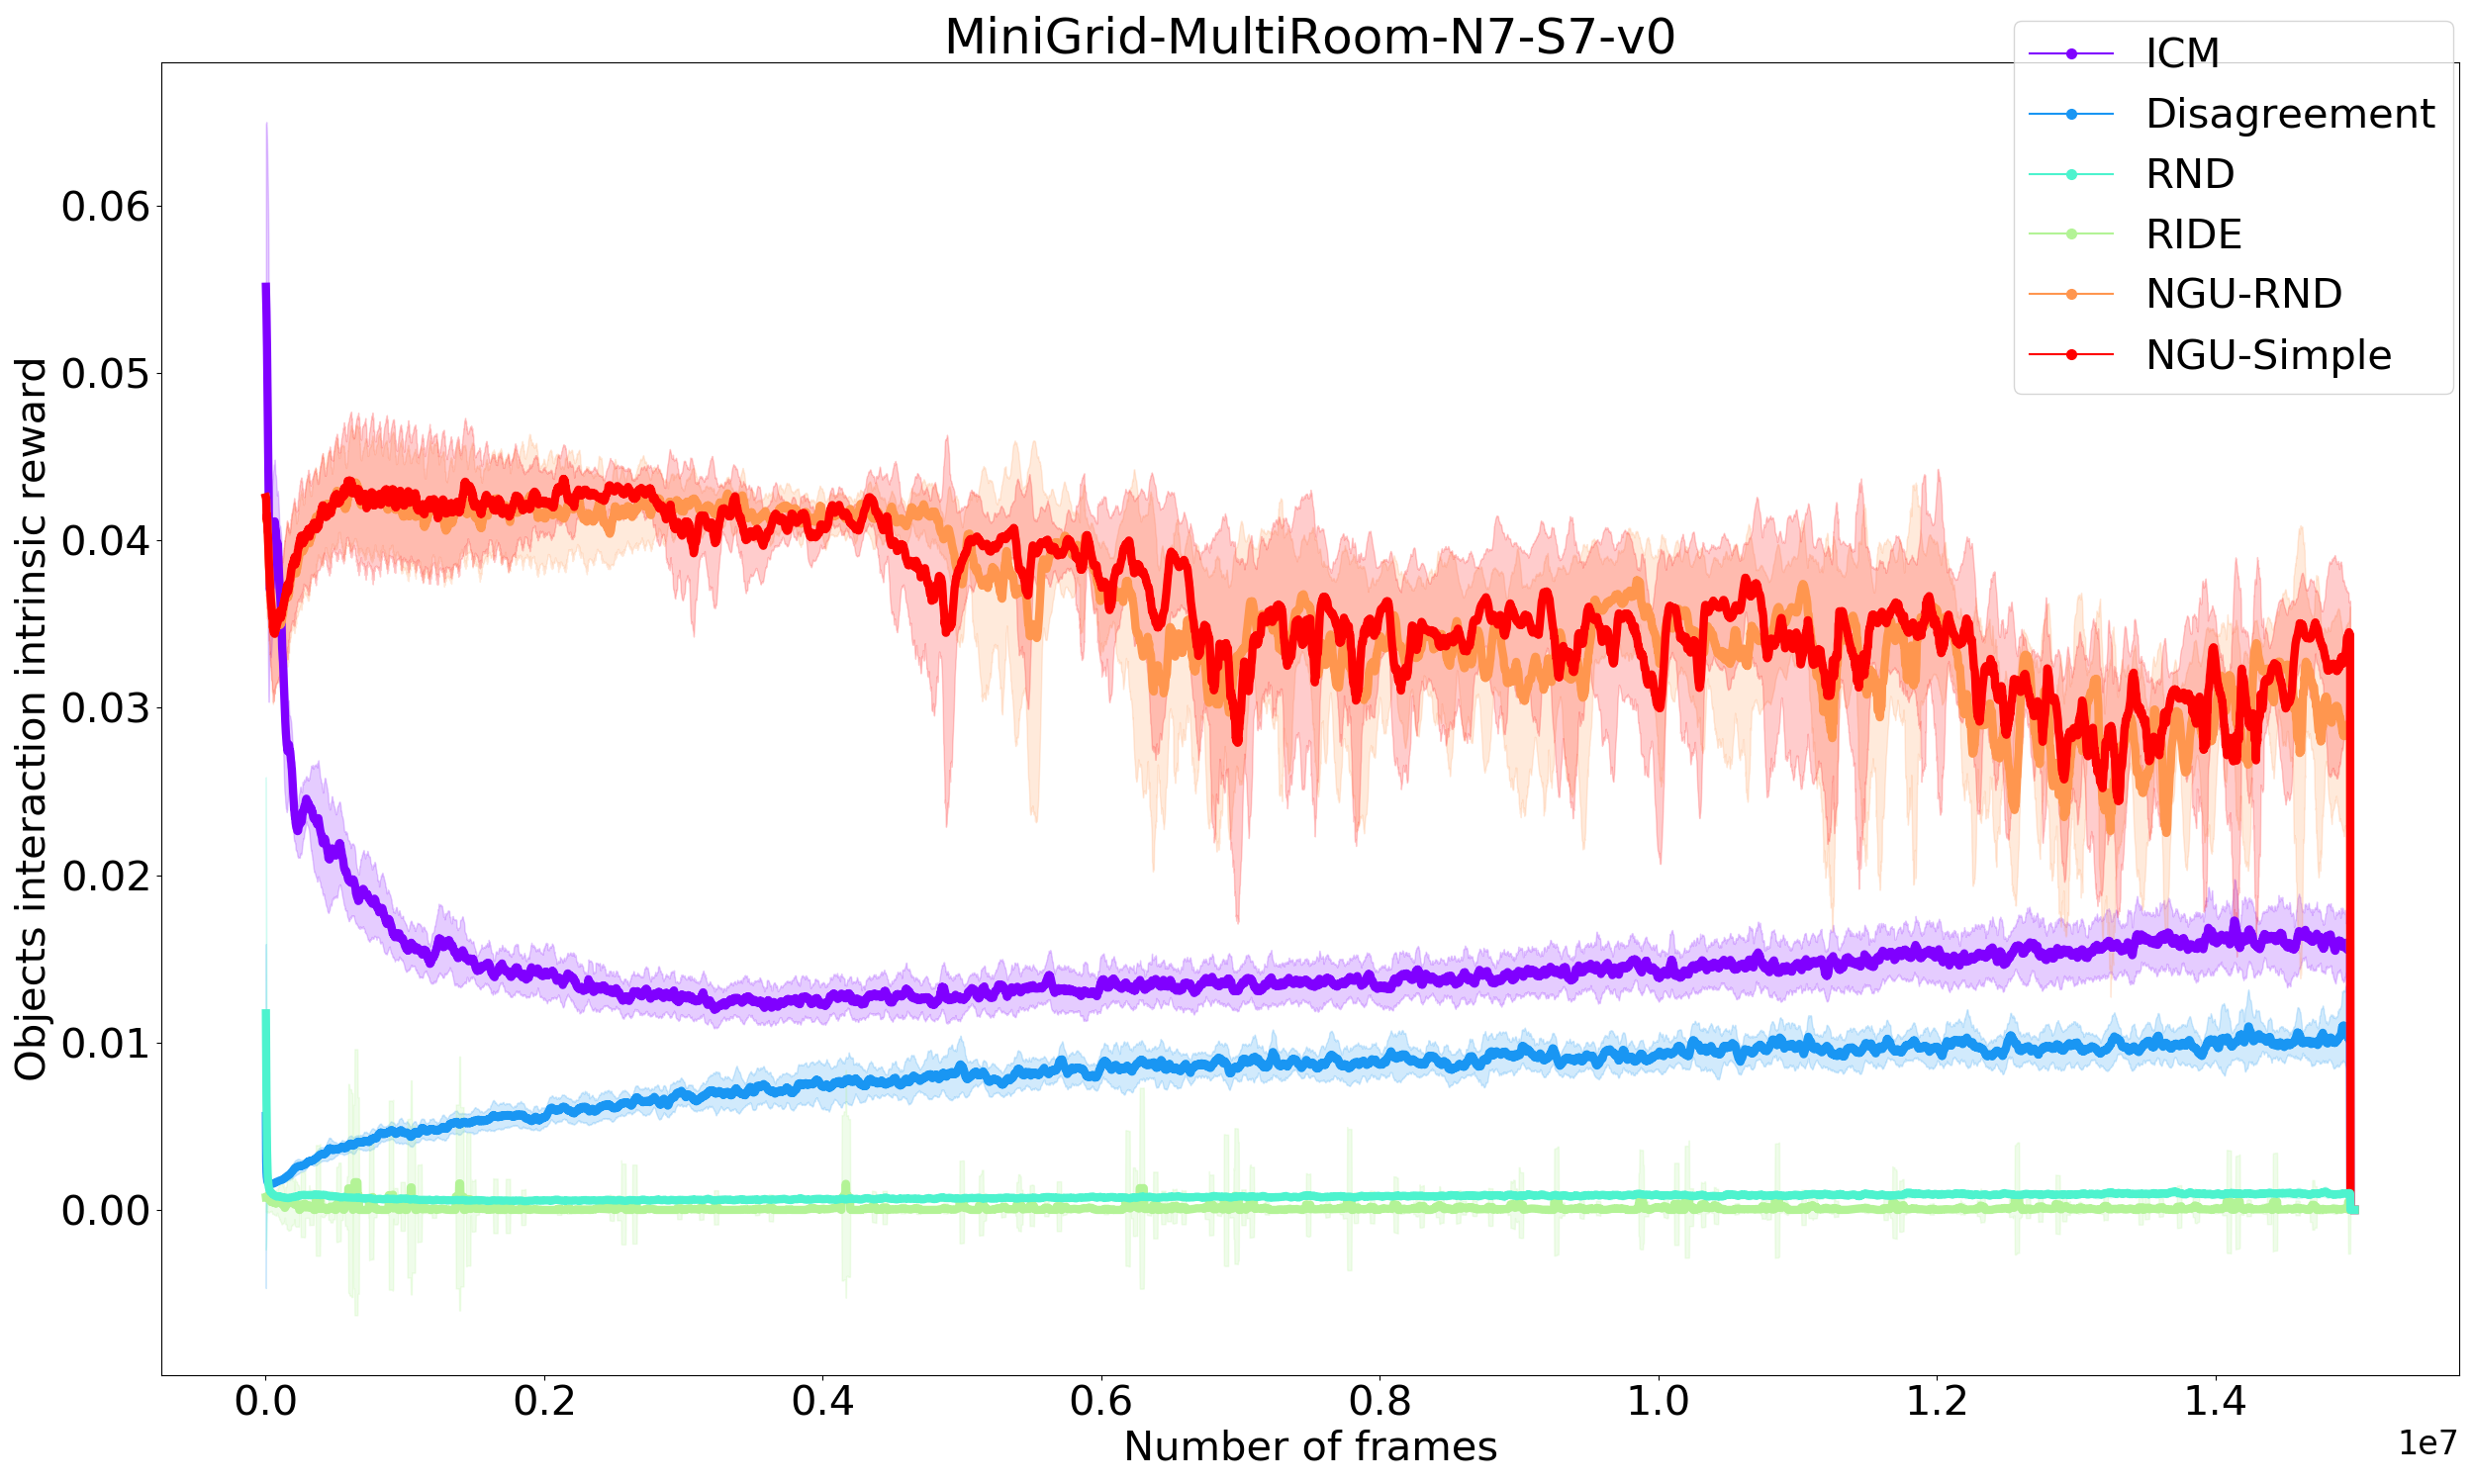 MiniGrid-MultiRoom-N7-S7-v0
ICM
Disagreement
RND
RIDE
NGU-RND
NGU-Simple
Objects interaction intrinsic reward
0.06
0.05
0.04
0.03
0.02
0.01
0.00
0.0 0.2 0.4 0.6 0.8 1.0 1.2 1.4
1e7
Number of frames